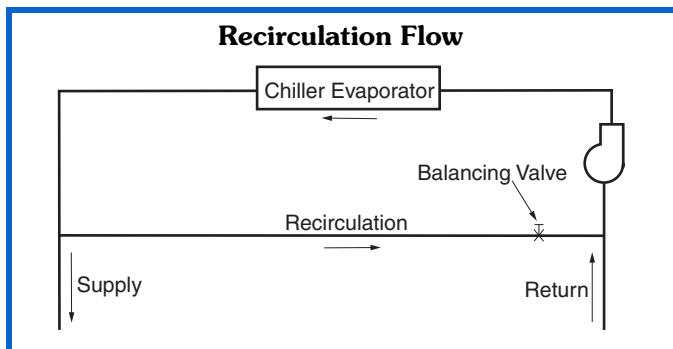 Recirculation Flow
Chiller Evaporator
Balancing Valve
Recirculation
Supply
Return